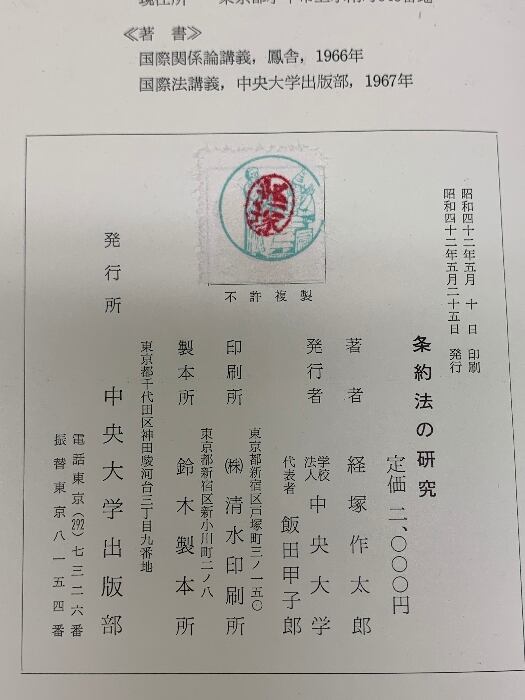 ≪著　書≫
国際関係論講義，鳳舎，1966年
国際法講義，中央大学出版部，1967年
経塚
不許複製
昭和四十二年五月　十　日　印刷
昭和四十二年五月二十五日　発行
条約法の研究
定価 二、〇〇〇円
著　者　経塚作太郎
発行者　学校法人　中央大学
代表者　飯田甲子郎
東京都新宿区戸塚町三ノ一五〇
印刷所　㈱清水印刷所
東京都新宿区新小川町二ノ八
製本所　鈴木製本所
東京都千代田区神田駿河台三丁目九番地
発行所　中央大学出版部
電話東京(292)七三二六番
振替東京八一五四番